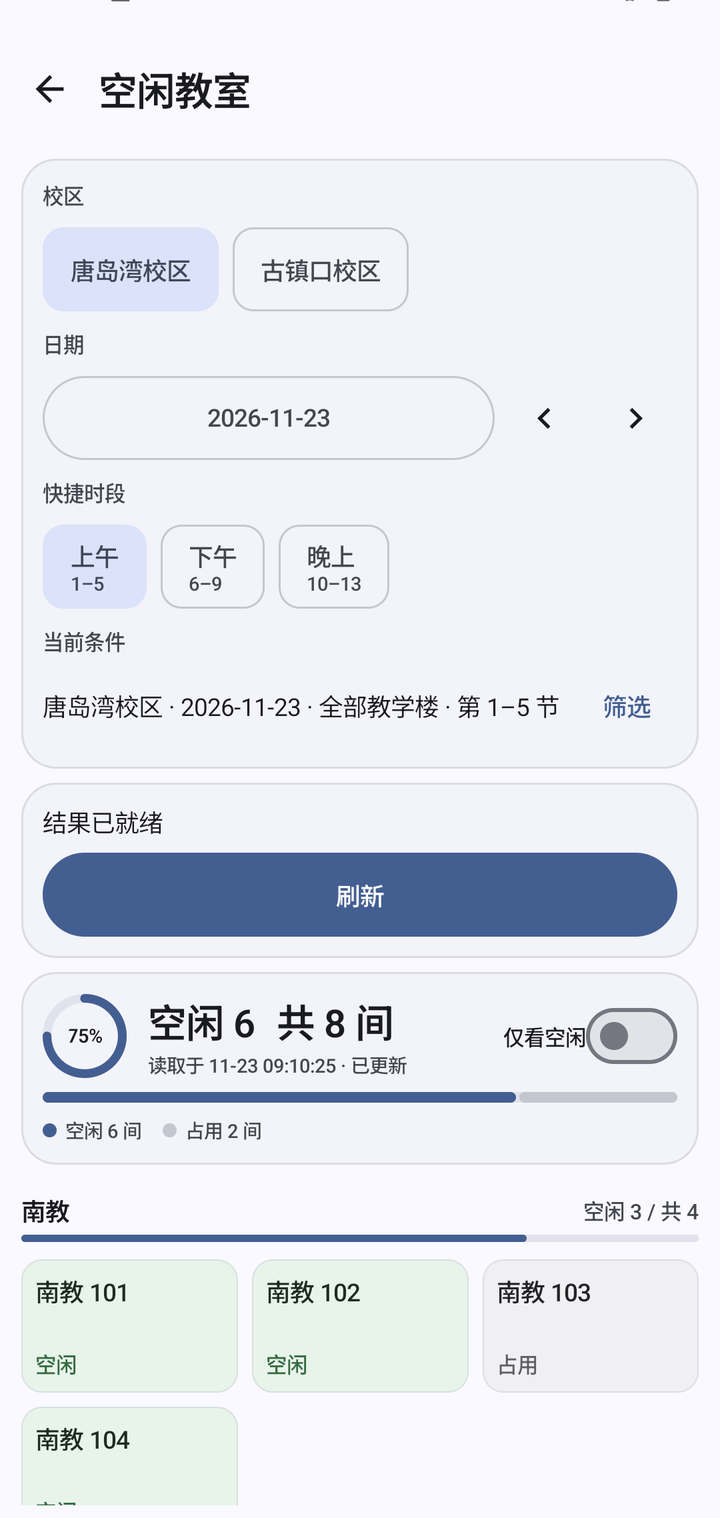 空闲教室
校区
唐岛湾校区 古镇口校区
日期
2026-11-23
快捷时段
上午 下午 晚上
1–5 6–9 10–13
当前条件
唐岛湾校区 · 2026-11-23 · 全部教学楼 · 第 1–5 节 筛选
结果已就绪
刷新
75% 空闲 6 共 8 间 仅看空闲
读取于 11-23 09:10:25 · 已更新
空闲 6 间 占用 2 间
南教 空闲 3 / 共 4
南教 101 南教 102 南教 103
空闲 空闲 占用
南教 104